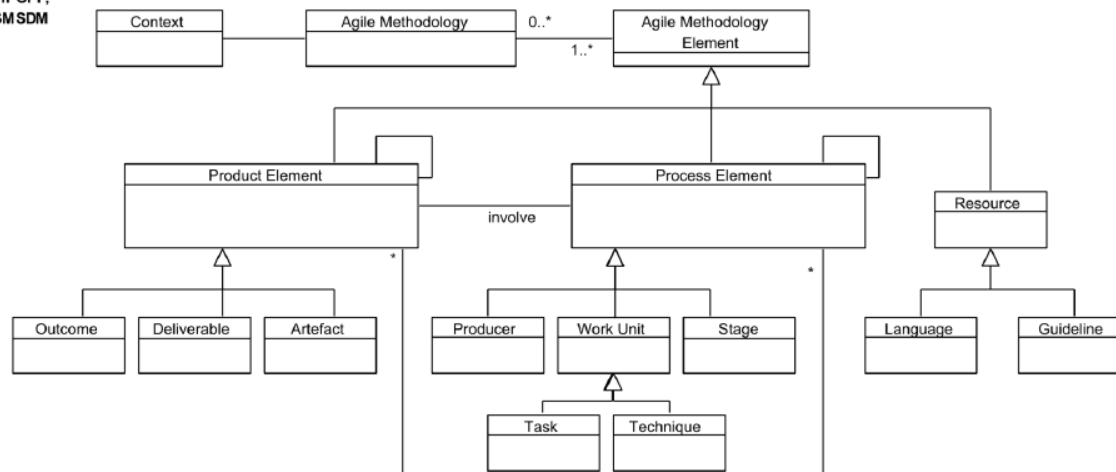 SMSDM
Context
Agile Methodology
0..*
1..*
Agile Methodology
Element
Product Element
Process Element
involve
Resource
*
*
Outcome
Deliverable
Artefact
Producer
Work Unit
Stage
Language
Guideline
Task
Technique